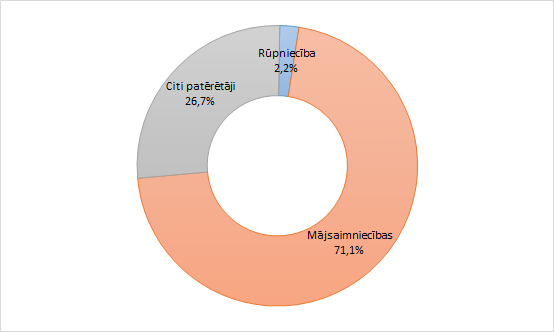 Rūpniecība
2,2%
Citi patērētāji
26,7%
Mājsaimniecības
71,1%